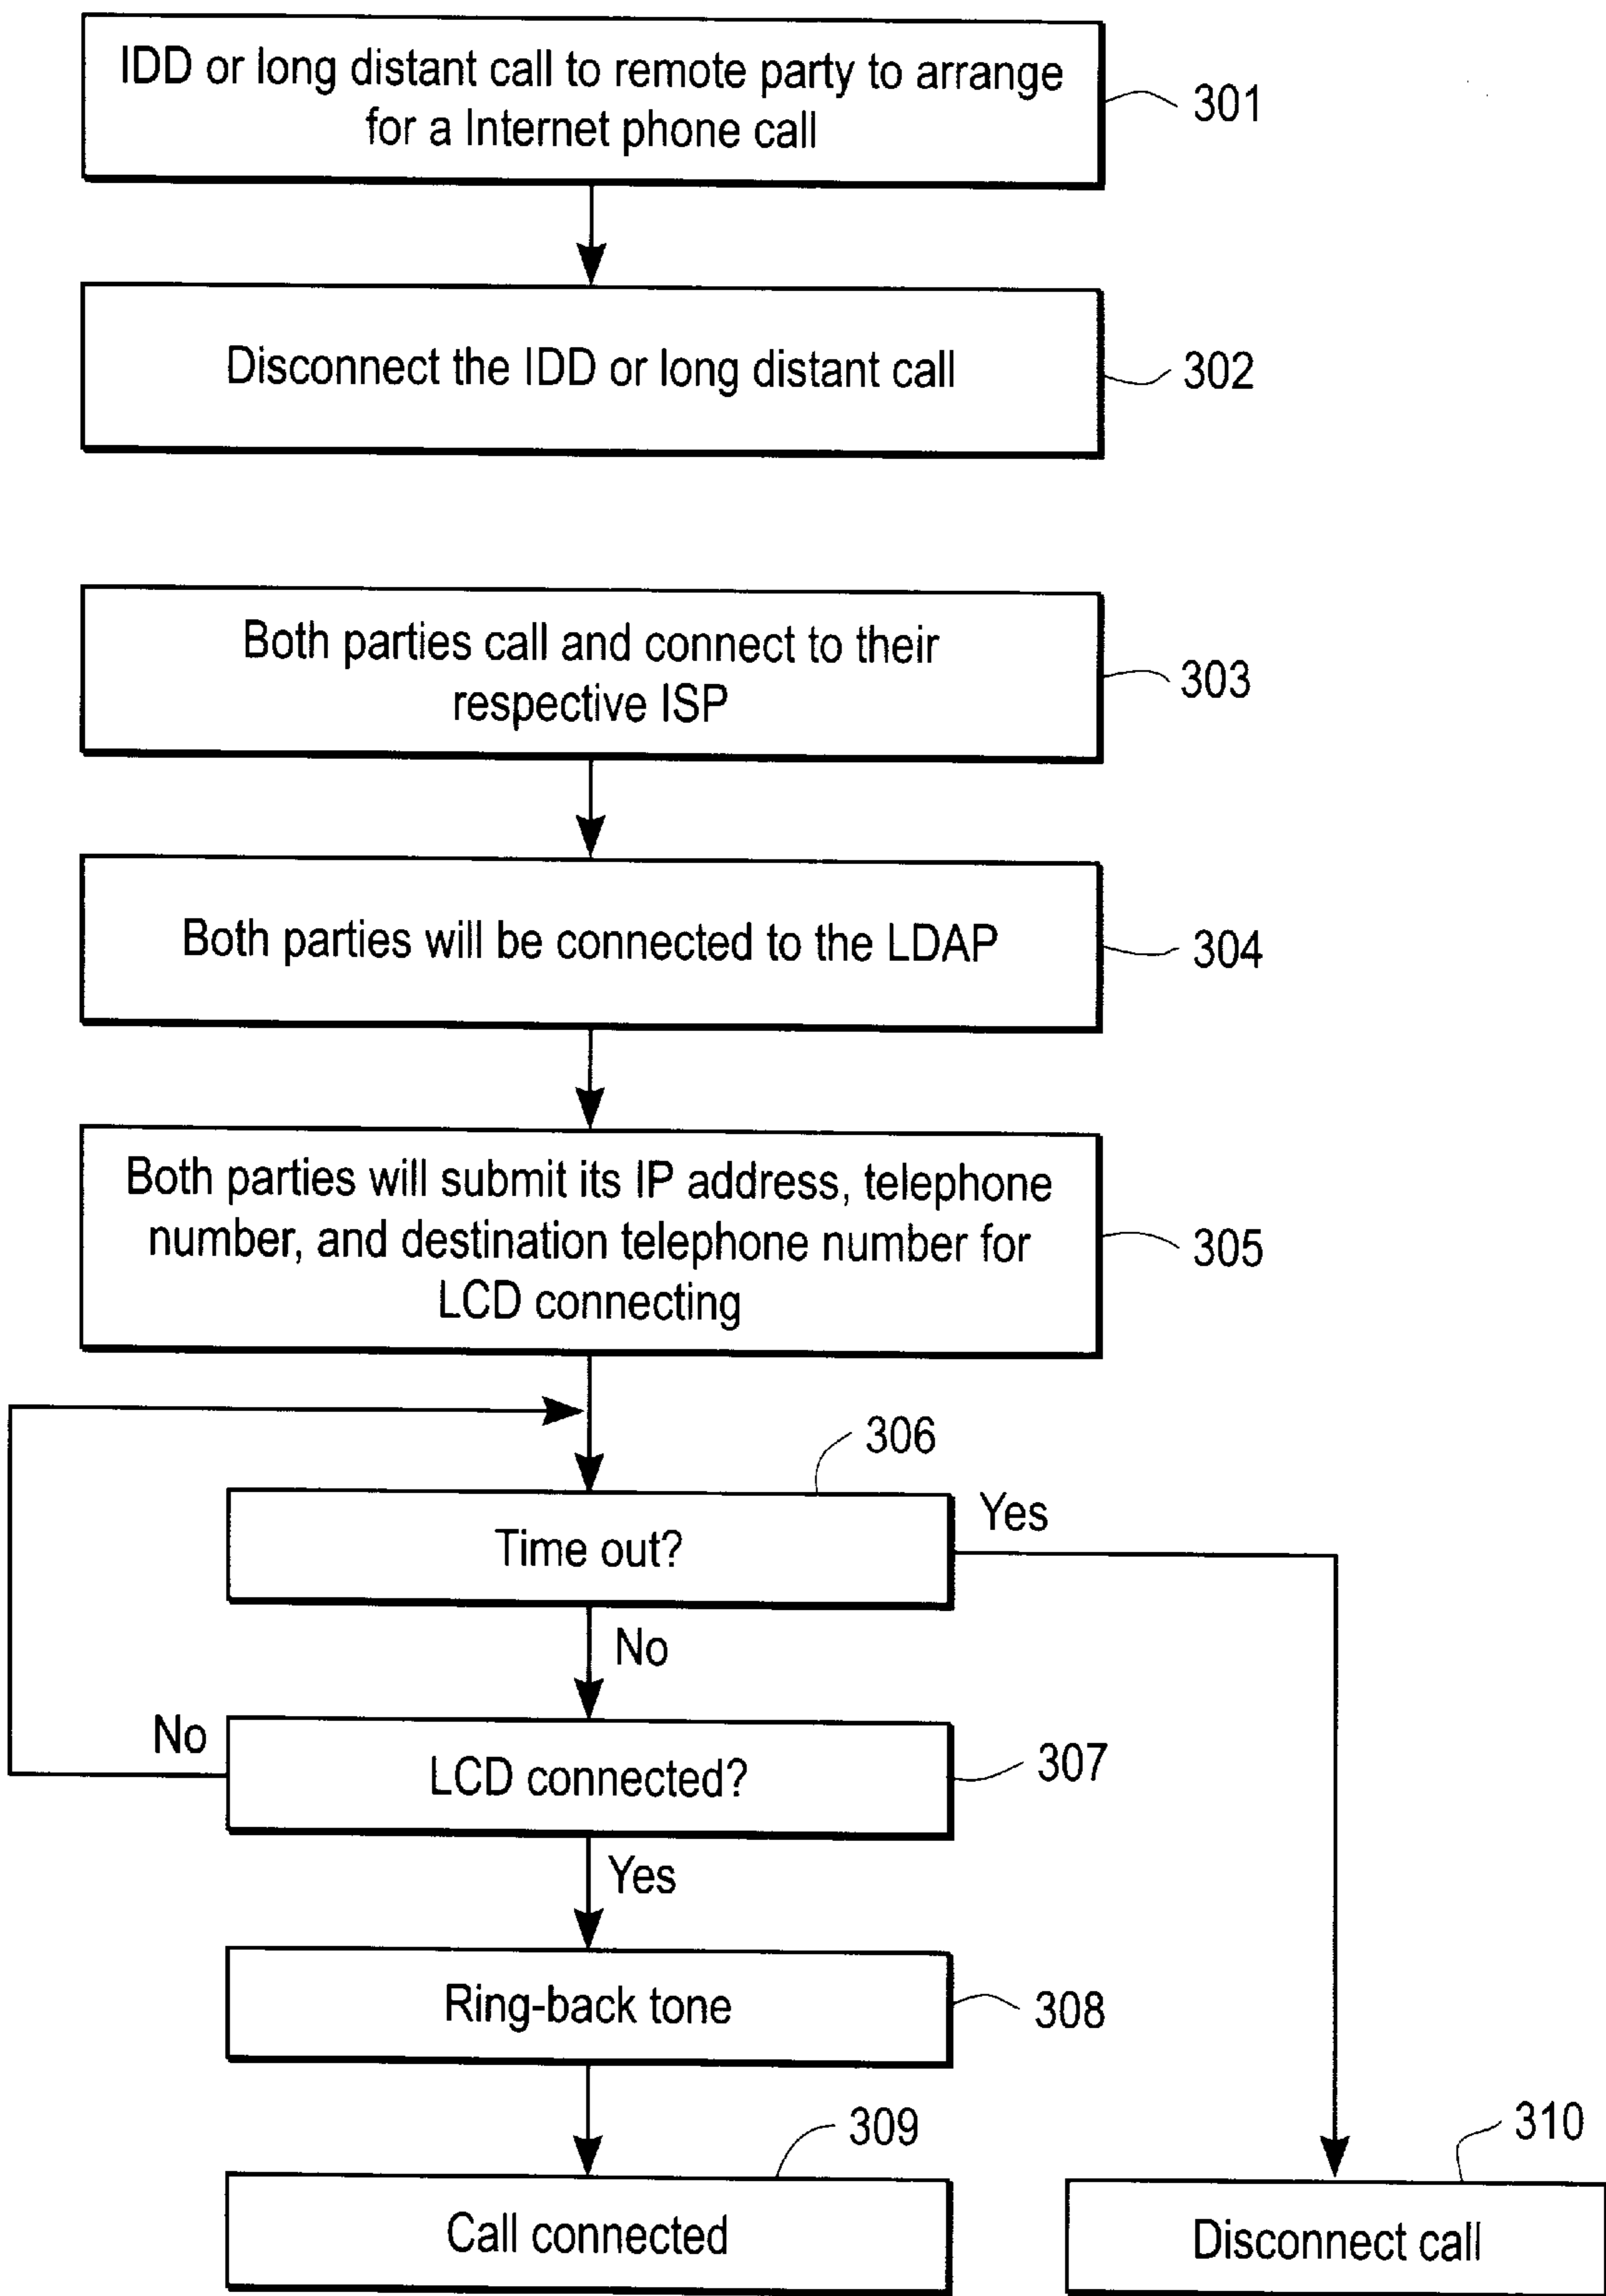 IDD or long distant call to remote party to arrange
for a Internet phone call
301
Disconnect the IDD or long distant call
302
Both parties call and connect to their
respective ISP
303
Both parties will be connected to the LDAP
304
Both parties will submit its IP address, telephone
number, and destination telephone number for
LCD connecting
305
306
Time out?
Yes
No
No
LCD connected?
307
Yes
Ring-back tone
308
309
Call connected
310
Disconnect call